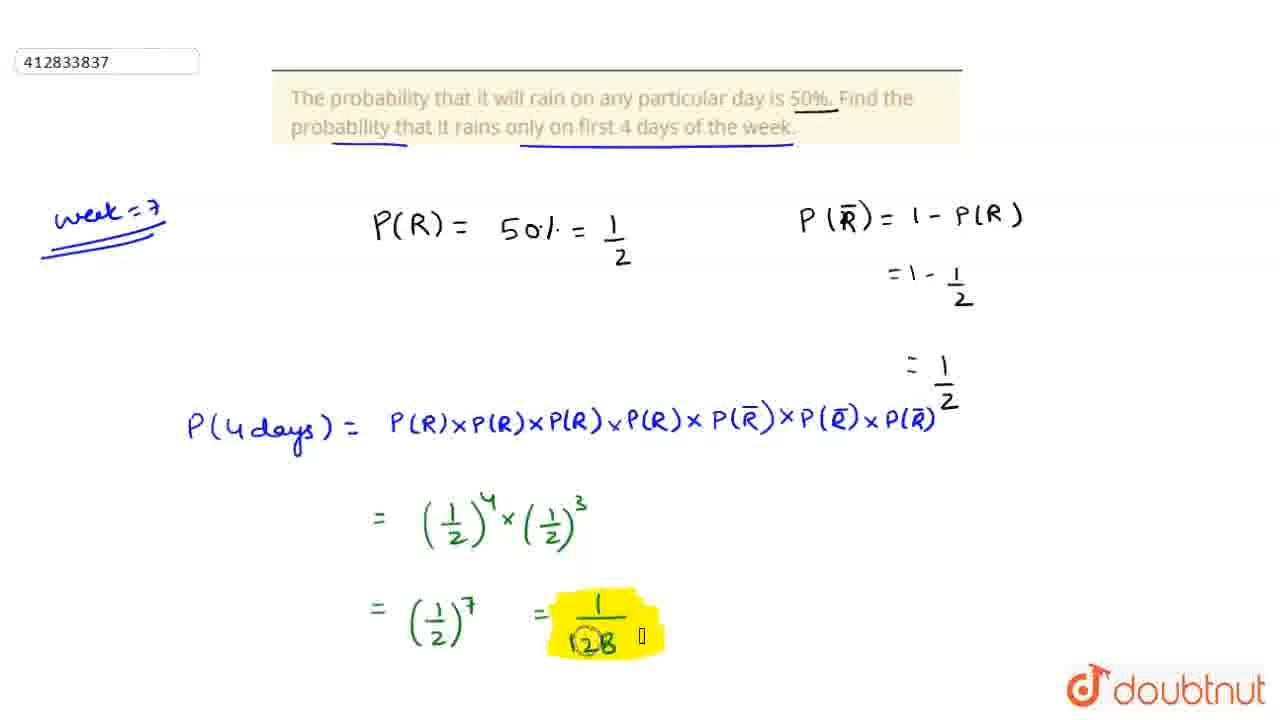 412833837
The probability that it will rain on any particular day is 50%. Find the
probability that it rains only on first 4 days of the week.
week = 7
P(R) = 50% = 1/2
P(R̅) = 1 - P(R)
= 1 - 1/2
= 1/2
P(4 days) = P(R) × P(R) × P(R) × P(R) × P(R̅) × P(R̅) × P(R̅)
= (1/2)^4 × (1/2)^3
= (1/2)^7 = 1/128
doubtnut